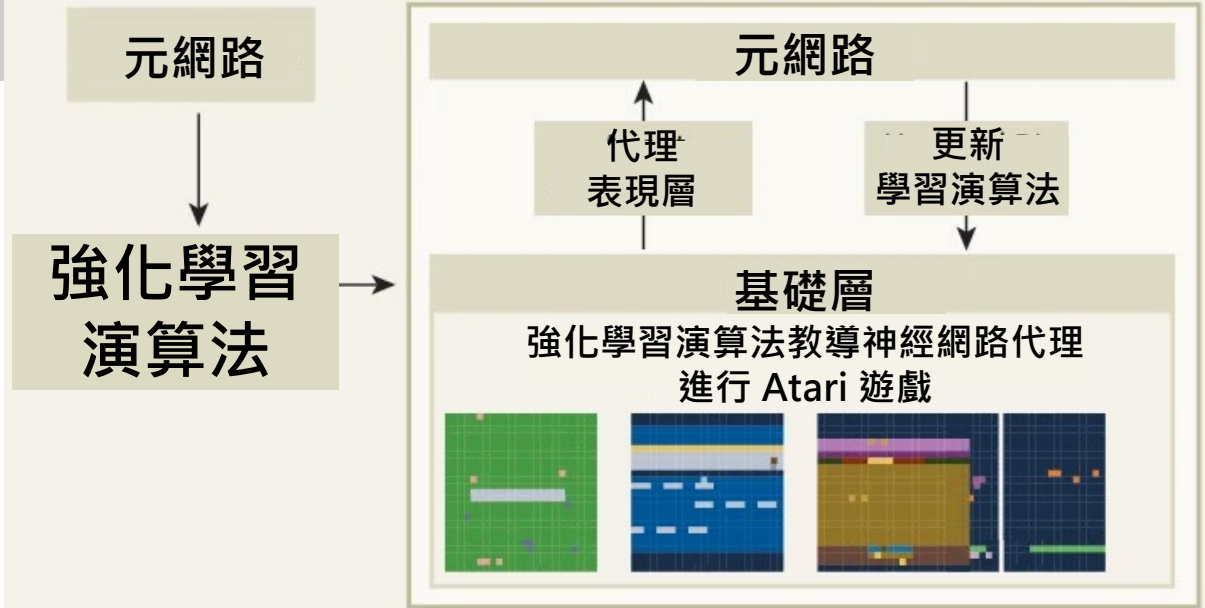 元網路
強化學習
演算法
元網路
代理
表現層
更新
學習演算法
基礎層
強化學習演算法教導神經網路代理
進行 Atari 遊戲